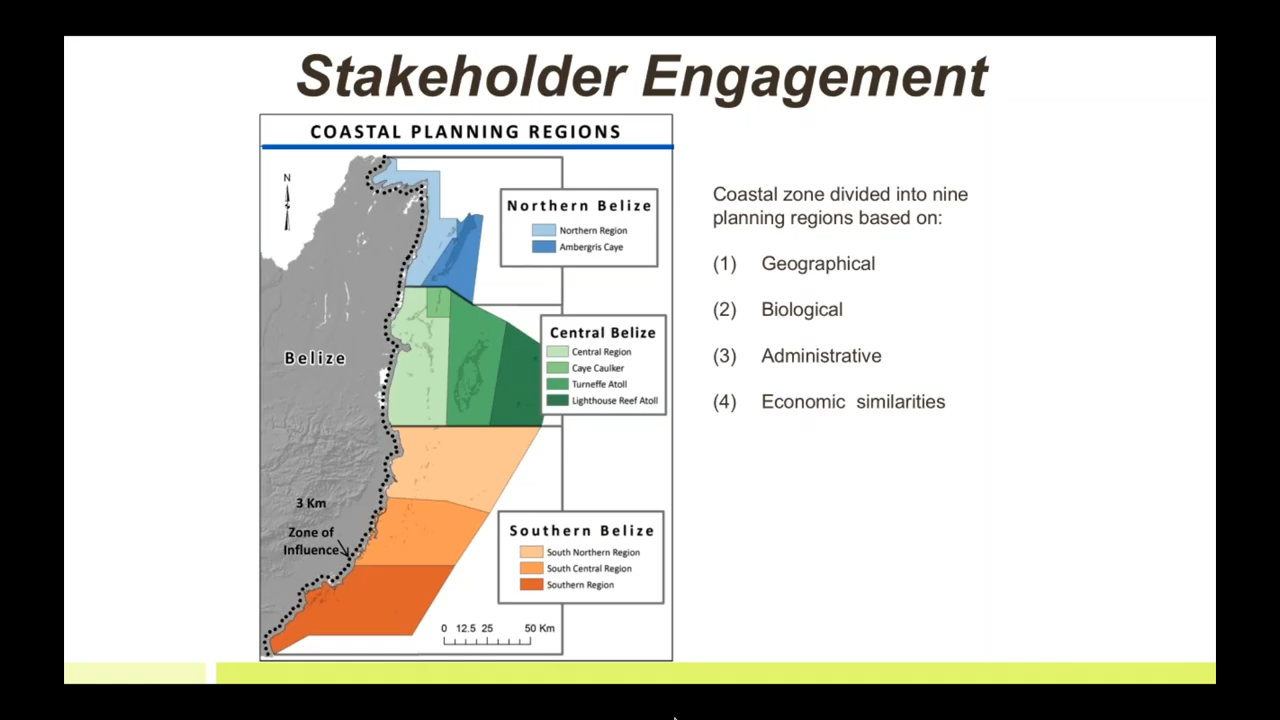 Stakeholder Engagement
COASTAL PLANNING REGIONS
N
Northern Belize
Northern Region
Ambergris Caye
Central Belize
Central Region
Caye Caulker
Turneffe Atoll
Lighthouse Reef Atoll
Belize
3 Km
Zone of
Influence
Southern Belize
South Northern Region
South Central Region
Southern Region
0 12.5 25 50 Km
Coastal zone divided into nine
planning regions based on:
(1) Geographical
(2) Biological
(3) Administrative
(4) Economic similarities